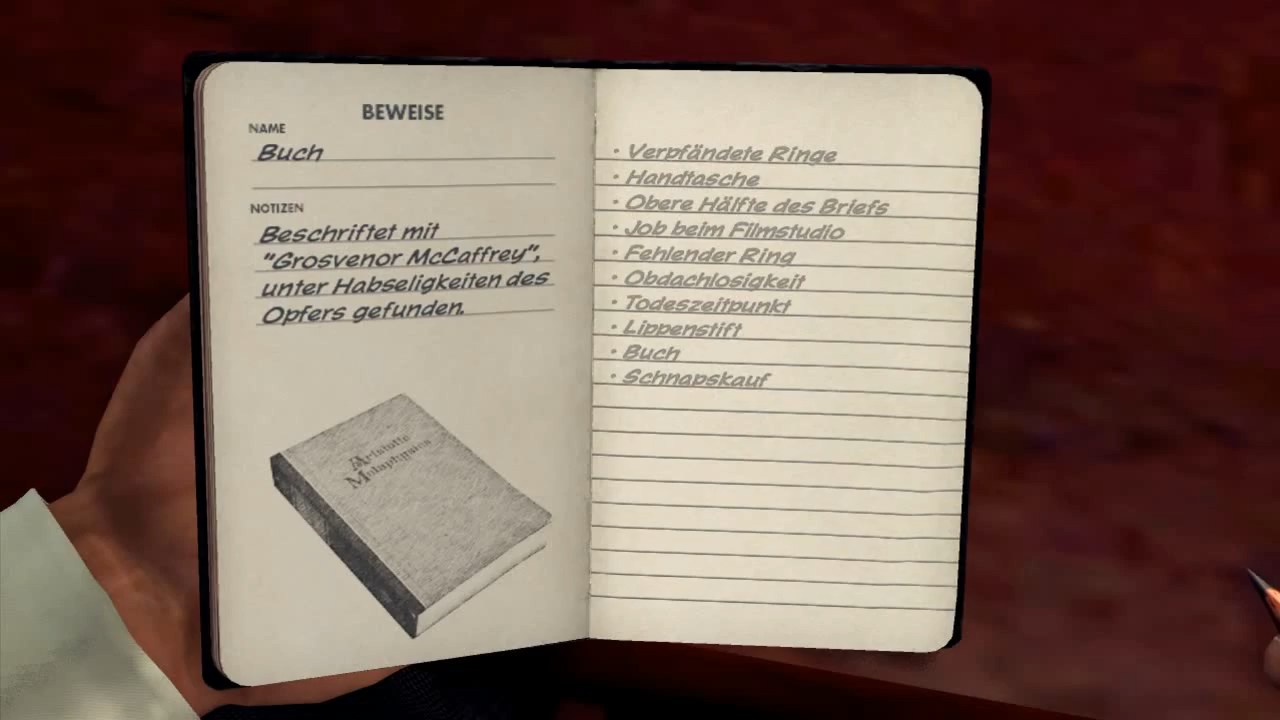 BEWEISE
NAME
Buch
NOTIZEN
Beschriftet mit
"Grosvenor McCaffrey",
unter Habseligkeiten des
Opfers gefunden.
Aristotle
Metaphysics
• Verpfändete Ringe
• Handtasche
• Obere Hälfte des Briefs
• Job beim Filmstudio
• Fehlender Ring
• Obdachlosigkeit
• Todeszeitpunkt
• Lippenstift
• Buch
• Schnapskauf